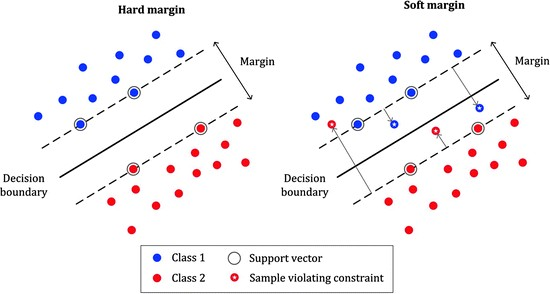 Hard margin
Soft margin
Margin
Margin
Decision
boundary
Decision
boundary
Class 1
Support vector
Class 2
Sample violating constraint